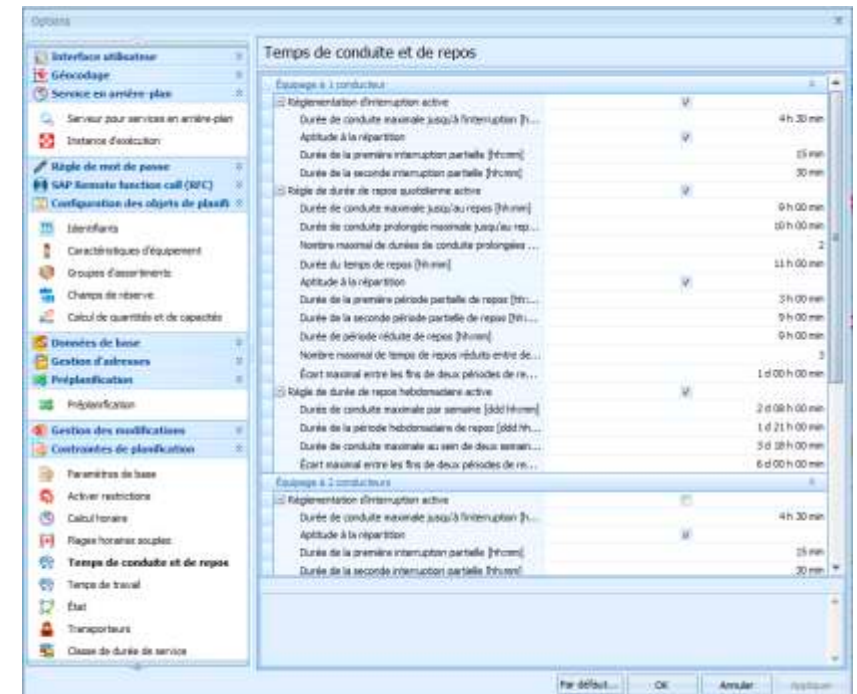 Options
Interface utilisateur
Géocodage
Service en arrière-plan
Serveur pour services en arrière-plan
Instance d'exécution
Règle de mot de passe
SAP Remote function call (RFC)
Configuration des objets de planifi
Identifiants
Caractéristiques d'équipement
Groupes d'assortiments
Champs de réserve
Calcul de quantités et de capacités
Données de base
Gestion d'adresses
Préplanification
Préplanification
Gestion des modifications
Contraintes de planification
Paramètres de base
Activer restrictions
Calcul horaire
Plages horaires souples
Temps de conduite et de repos
Temps de travail
État
Transporteurs
Classe de durée de service
Temps de conduite et de repos
Équipage à 1 conducteur
Réglementation d'interruption active
Durée de conduite maximale jusqu'à l'interruption [h... 4 h 30 min
Aptitude à la répartition
Durée de la première interruption partielle [hh:mm] 15 min
Durée de la seconde interruption partielle [hh:mm] 30 min
Règle de durée de repos quotidienne active
Durée de conduite maximale jusqu'au repos [hh:mm] 9 h 00 min
Durée de conduite prolongée maximale jusqu'au rep... 10 h 00 min
Nombre maximal de durées de conduite prolongées ... 2
Durée du temps de repos [hh:mm] 11 h 00 min
Aptitude à la répartition
Durée de la première période partielle de repos [hh:... 3 h 00 min
Durée de la seconde période partielle de repos [hh:... 9 h 00 min
Durée de période réduite de repos [hh:mm] 9 h 00 min
Nombre maximal de temps de repos réduits entre de... 3
Écart maximal entre les fins de deux périodes de re... 1 d 00 h 00 min
Règle de durée de repos hebdomadaire active
Durée de conduite maximale par semaine [ddd hh:mm] 2 d 08 h 00 min
Durée de la période hebdomadaire de repos [ddd hh... 1 d 21 h 00 min
Durée de conduite maximale au sein de deux semain... 3 d 18 h 00 min
Écart maximal entre les fins de deux périodes de re... 6 d 00 h 00 min
Équipage à 2 conducteurs
Réglementation d'interruption active
Durée de conduite maximale jusqu'à l'interruption [h... 4 h 30 min
Aptitude à la répartition
Durée de la première interruption partielle [hh:mm] 15 min
Durée de la seconde interruption partielle [hh:mm] 30 min
Par défaut... OK Annuler Appliquer